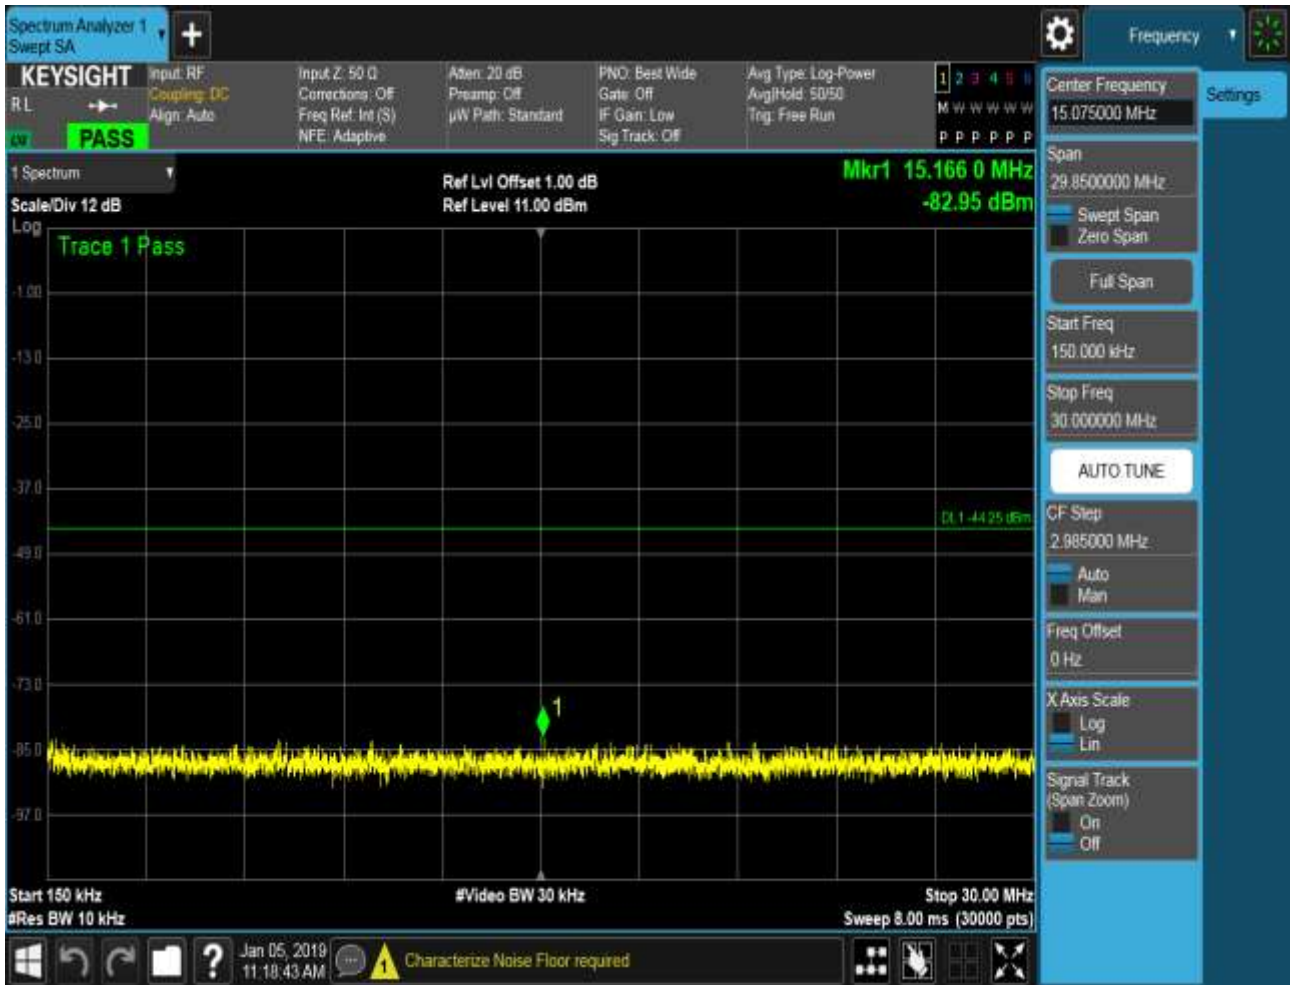 Spectrum Analyzer 1
Swept SA
+
Frequency
KEYSIGHT
R L
PASS
Input: RF
Coupling: DC
Align: Auto
Input Z: 50 Ω
Corrections: Off
Freq Ref: Int (S)
NFE: Adaptive
Atten: 20 dB
Preamp: Off
µW Path: Standard
PNO: Best Wide
Gate: Off
IF Gain: Low
Sig Track: Off
Avg Type: Log-Power
Avg|Hold: 50/50
Trig: Free Run
1 2 3 4 5 6
M W W W W W
P P P P P P
1 Spectrum
Scale/Div 12 dB
Log
Ref Lvl Offset 1.00 dB
Ref Level 11.00 dBm
Mkr1 15.166 0 MHz
-82.95 dBm
Trace 1 Pass
-1.00
-13.0
-25.0
-37.0
DL1 -44.25 dBm
-49.0
-61.0
-73.0
1
-85.0
-97.0
Start 150 kHz
#Res BW 10 kHz
#Video BW 30 kHz
Stop 30.00 MHz
Sweep 8.00 ms (30000 pts)
Center Frequency
15.075000 MHz
Settings
Span
29.8500000 MHz
Swept Span
Zero Span
Full Span
Start Freq
150.000 kHz
Stop Freq
30.000000 MHz
AUTO TUNE
CF Step
2.985000 MHz
Auto
Man
Freq Offset
0 Hz
X Axis Scale
Log
Lin
Signal Track
(Span Zoom)
On
Off
?
Jan 05, 2019
11:18:43 AM
1
Characterize Noise Floor required